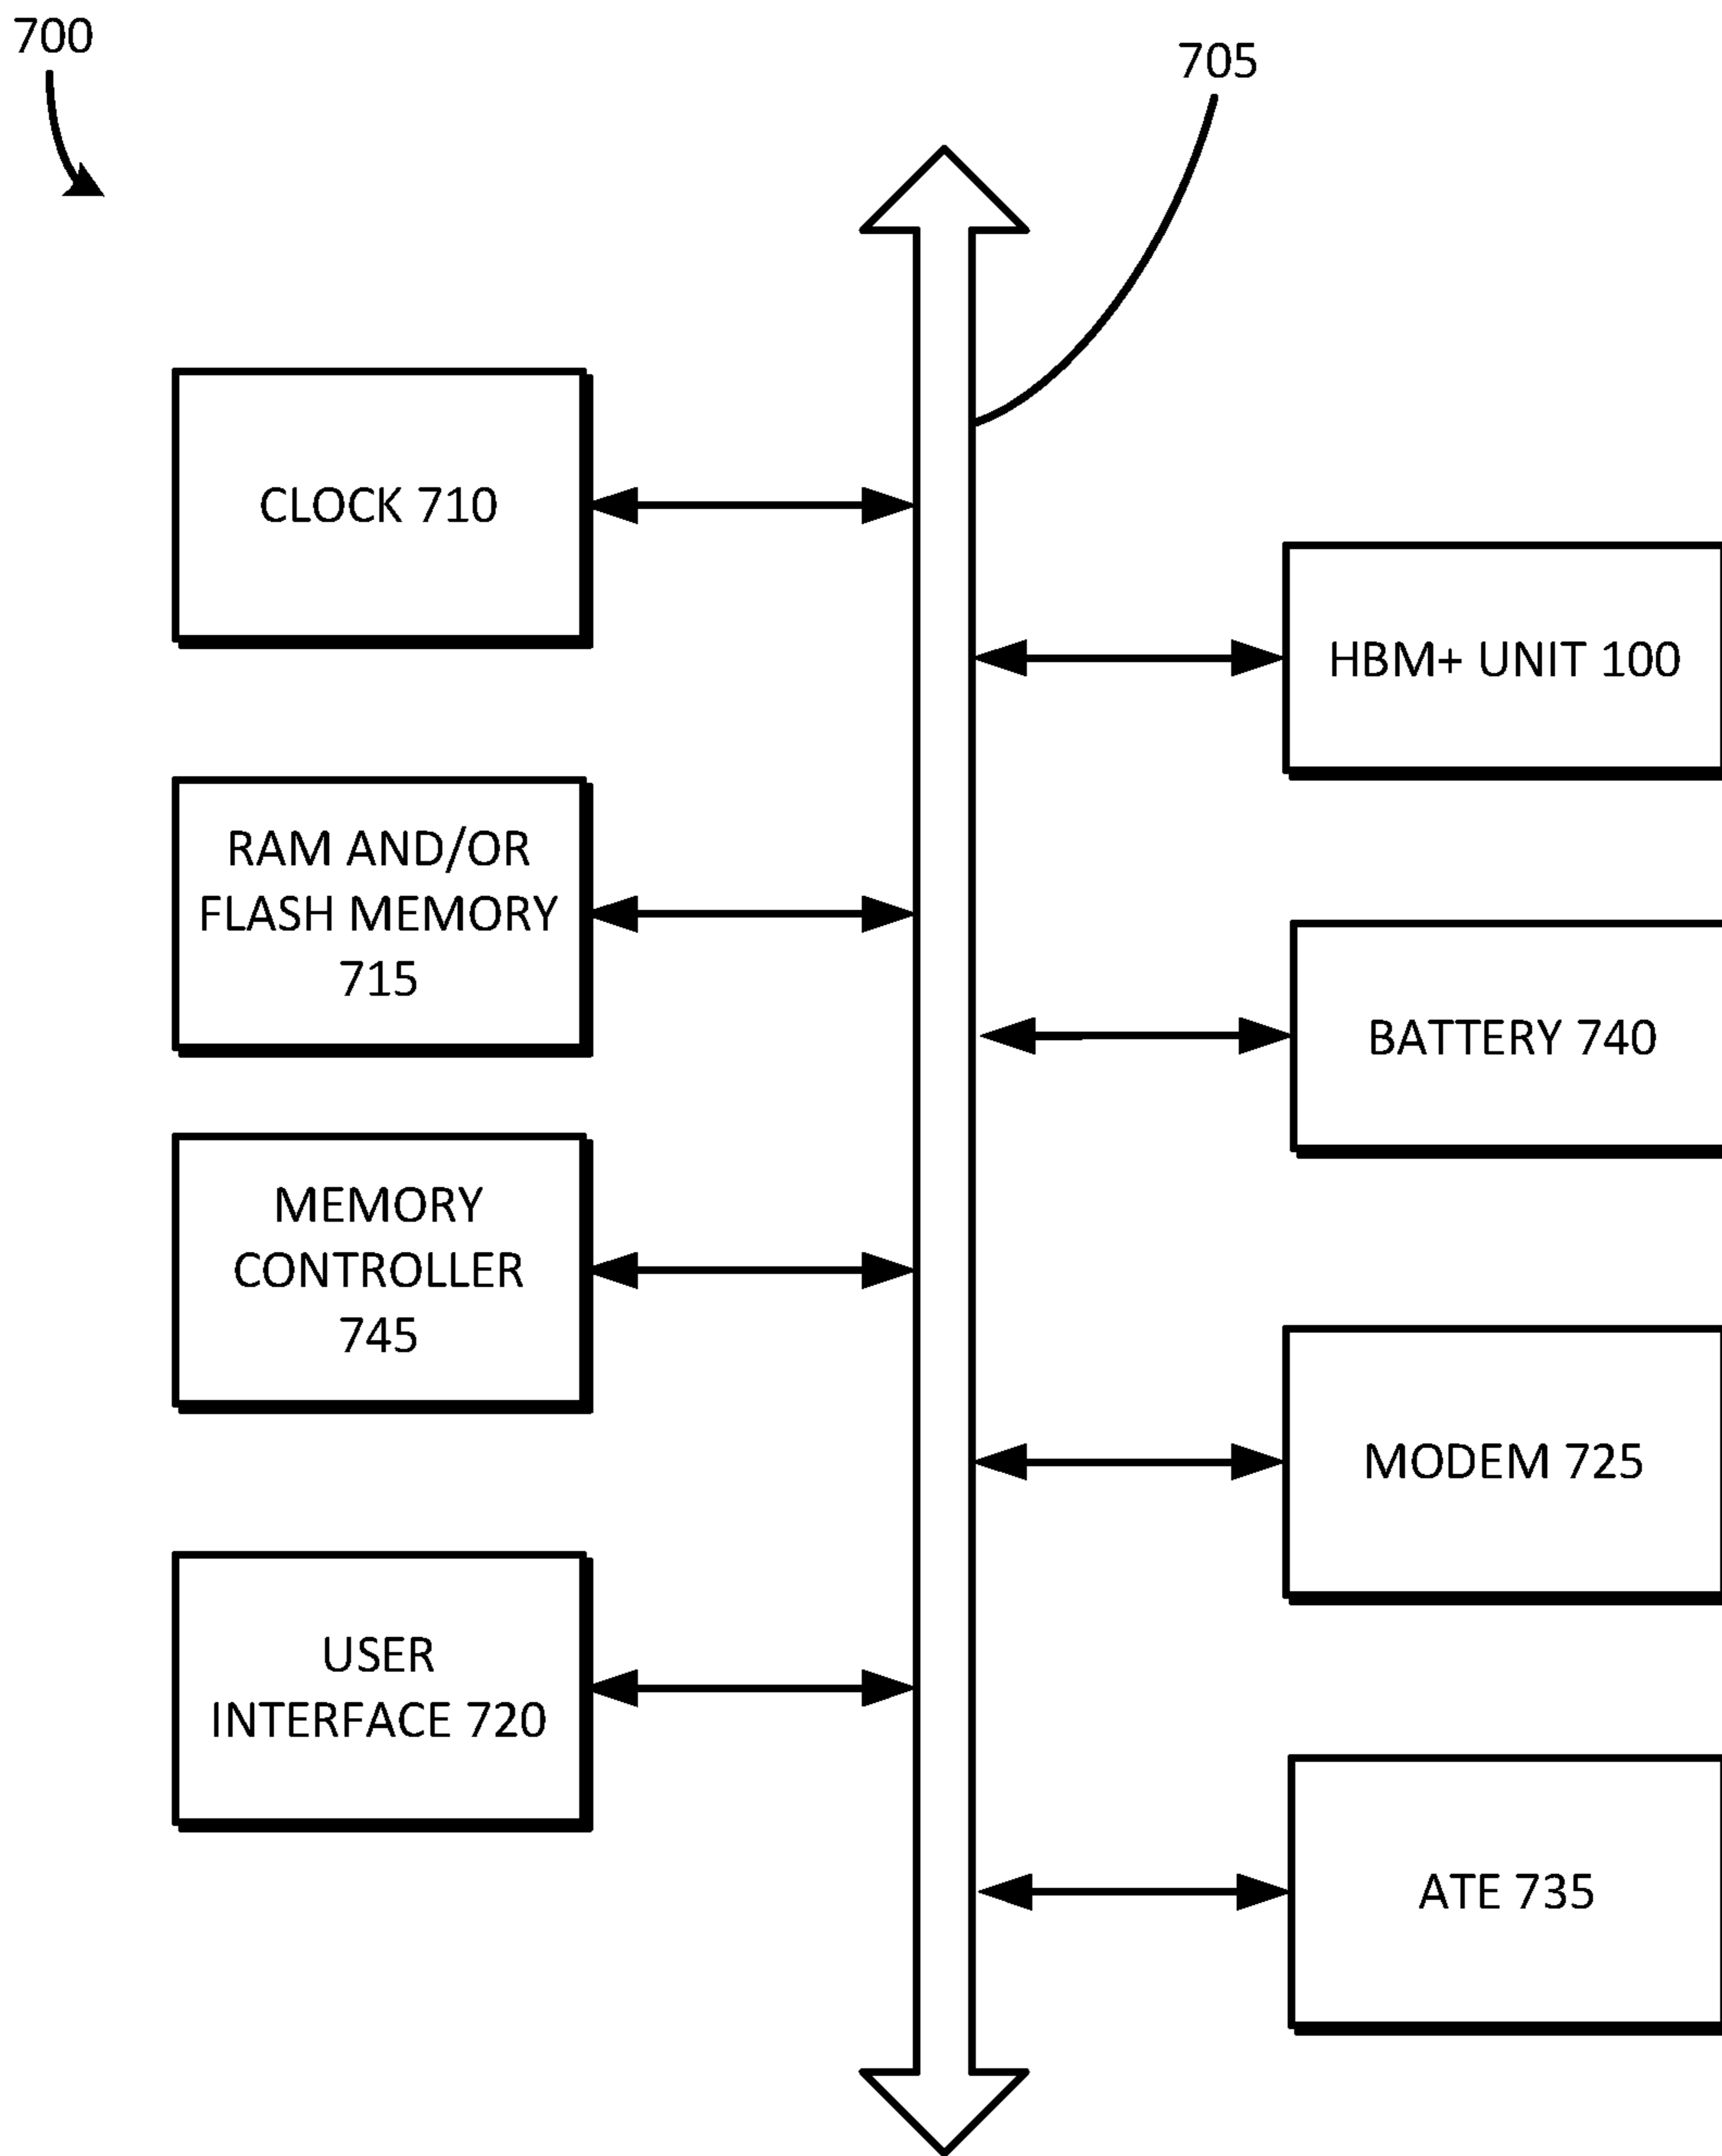 700
705
CLOCK 710
HBM+ UNIT 100
RAM AND/OR
FLASH MEMORY
715
BATTERY 740
MEMORY
CONTROLLER
745
MODEM 725
USER
INTERFACE 720
ATE 735